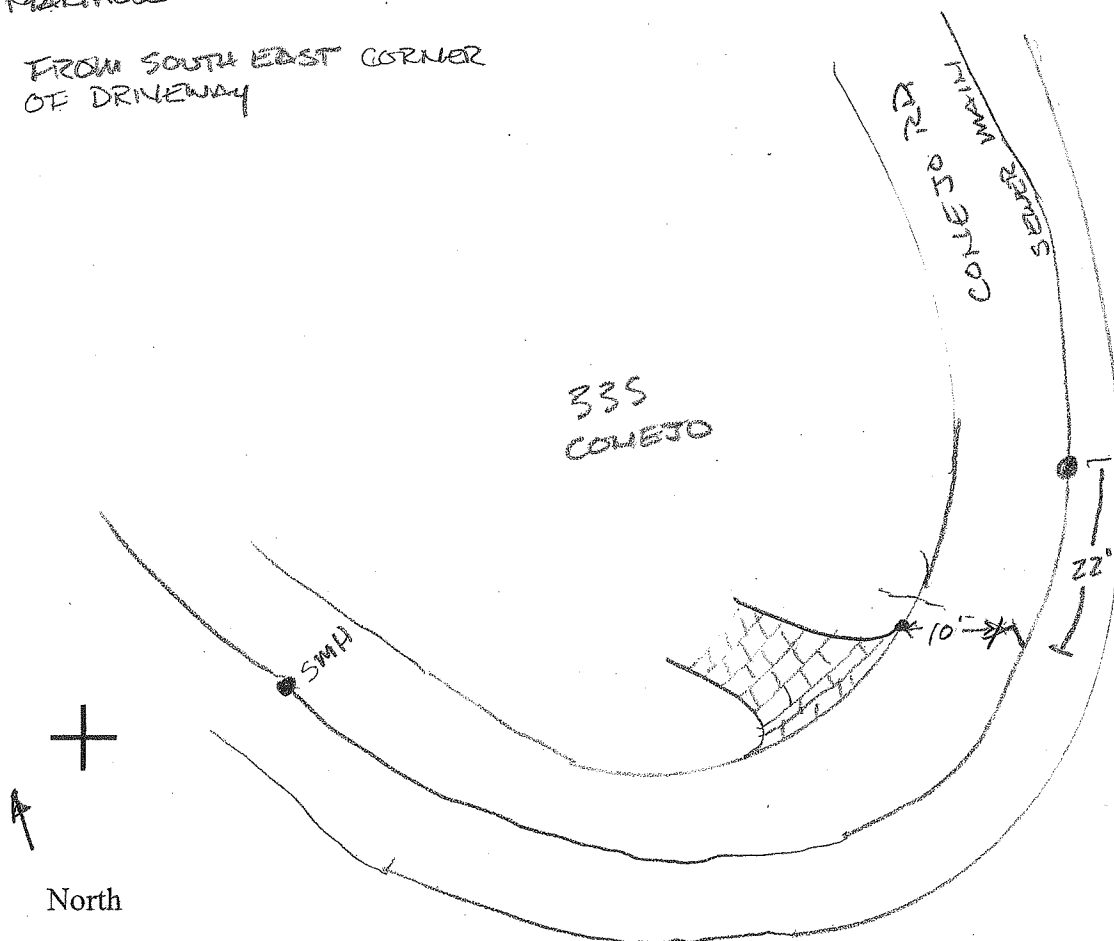 FROM SOUTH EAST CORNER
OF DRIVEWAY
CONEJO RD
SEWER MAIN
335
CONEJO
22'
10'
SMH
North